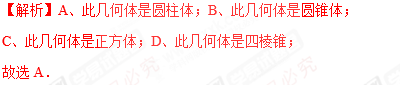 【解析】A、此几何体是圆柱体；B、此几何体是圆锥体；
C、此几何体是正方体；D、此几何体是四棱锥；
故选 A．